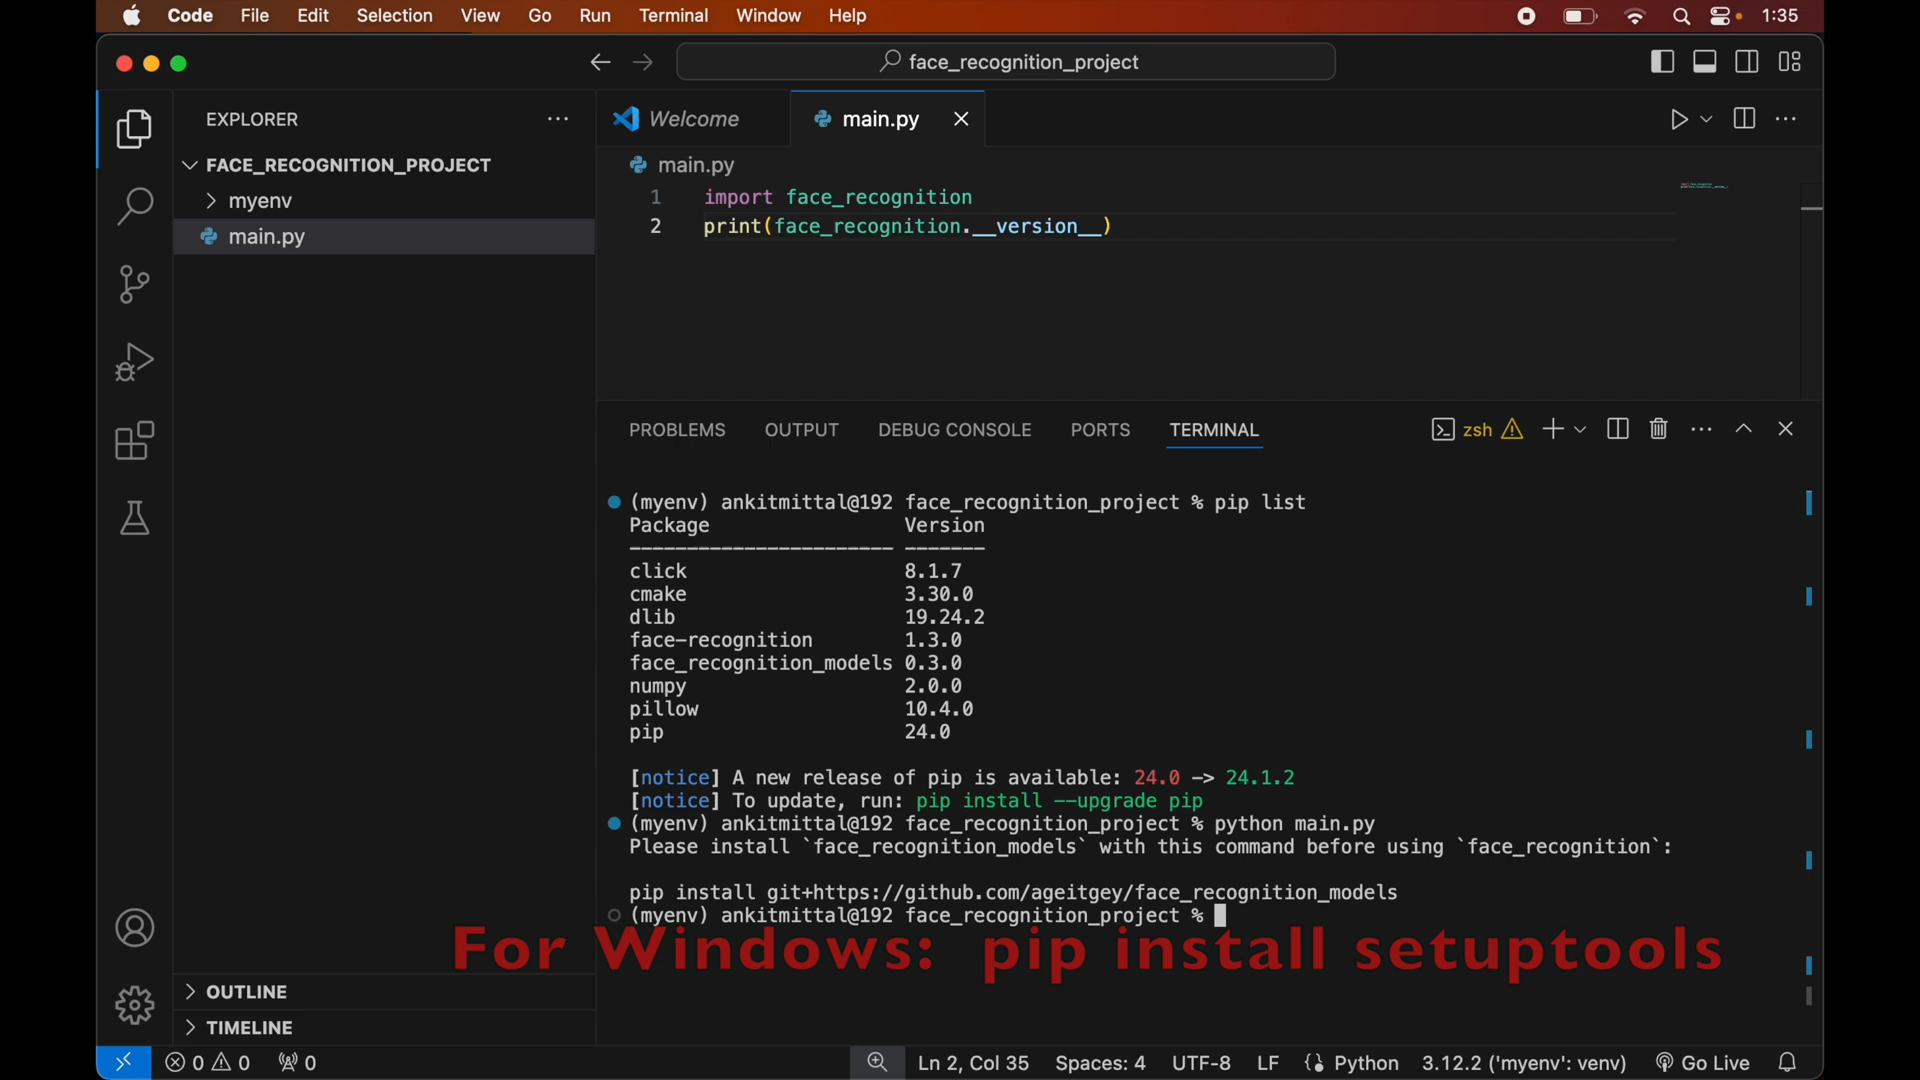 Code File Edit Selection View Go Run Terminal Window Help 1:35
face_recognition_project
EXPLORER
FACE_RECOGNITION_PROJECT
myenv
main.py
OUTLINE
TIMELINE
Welcome main.py
main.py
1 import face_recognition
2 print(face_recognition.__version__)
PROBLEMS OUTPUT DEBUG CONSOLE PORTS TERMINAL zsh
(myenv) ankitmittal@192 face_recognition_project % pip list
Package Version
----------------------- -------
click 8.1.7
cmake 3.30.0
dlib 19.24.2
face-recognition 1.3.0
face_recognition_models 0.3.0
numpy 2.0.0
pillow 10.4.0
pip 24.0
[notice] A new release of pip is available: 24.0 -> 24.1.2
[notice] To update, run: pip install --upgrade pip
(myenv) ankitmittal@192 face_recognition_project % python main.py
Please install `face_recognition_models` with this command before using `face_recognition`:
pip install git+https://github.com/ageitgey/face_recognition_models
(myenv) ankitmittal@192 face_recognition_project %
For Windows: pip install setuptools
0 0 0 Ln 2, Col 35 Spaces: 4 UTF-8 LF Python 3.12.2 ('myenv': venv) Go Live